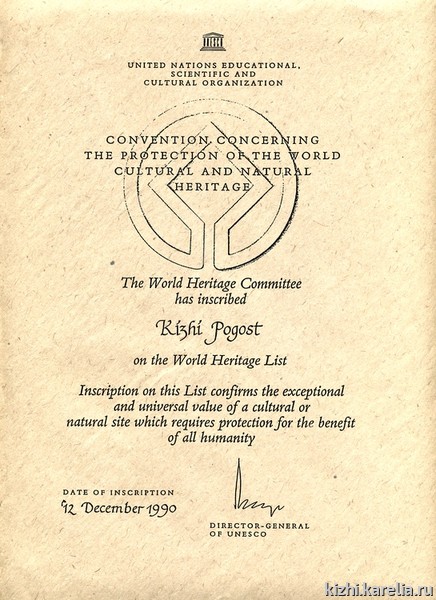 UNITED NATIONS EDUCATIONAL,
SCIENTIFIC AND
CULTURAL ORGANIZATION
CONVENTION CONCERNING
THE PROTECTION OF THE WORLD
CULTURAL AND NATURAL
HERITAGE
The World Heritage Committee
has inscribed
Kizhi Pogost
on the World Heritage List
Inscription on this List confirms the exceptional
and universal value of a cultural or
natural site which requires protection for the benefit
of all humanity
DATE OF INSCRIPTION
12 December 1990
DIRECTOR-GENERAL
OF UNESCO
kizhi.karelia.ru